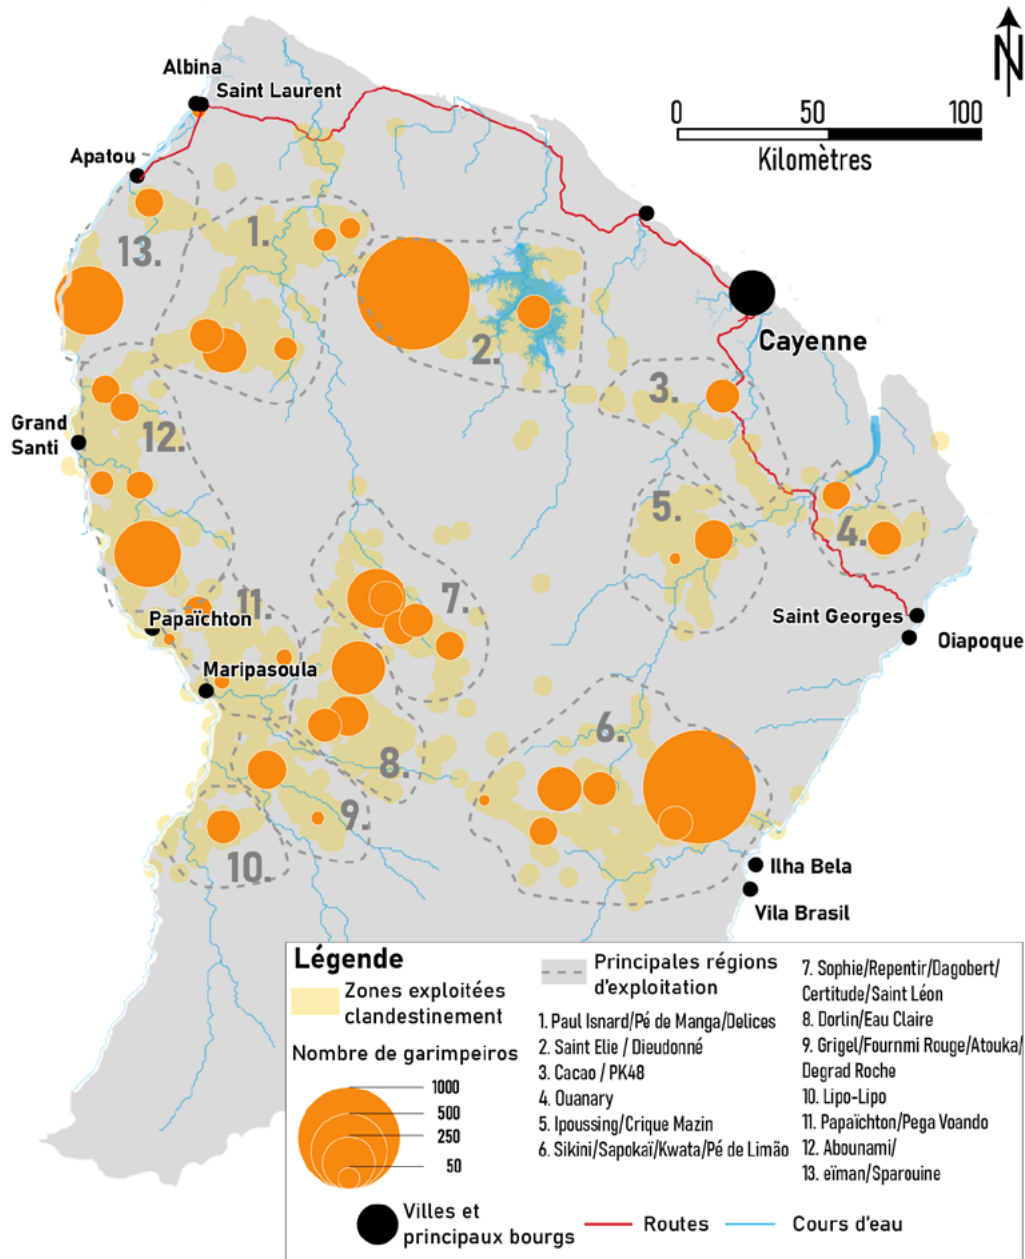 N
Albina
Saint Laurent
0 50 100
Kilomètres
Apatou
1.
13.
2.
Cayenne
3.
Grand
Santi
12.
5.
4.
7.
11.
Papaïchton
Saint Georges
Oiapoque
Maripasoula
6.
8.
9.
10.
Ilha Bela
Vila Brasil
Légende
Zones exploitées
clandestinement
Nombre de garimpeiros
1000
500
250
50
Principales régions
d'exploitation
1. Paul Isnard/Pé de Manga/Delices
2. Saint Elie / Dieudonné
3. Cacao / PK48
4. Ouanary
5. Ipoussing/Crique Mazin
6. Sikini/Sapokaï/Kwata/Pé de Limão
7. Sophie/Repentir/Dagobert/
Certitude/Saint Léon
8. Dorlin/Eau Claire
9. Grigel/Fournmi Rouge/Atouka/
Degrad Roche
10. Lipo-Lipo
11. Papaïchton/Pega Voando
12. Abounami/
13. eïman/Sparouine
Villes et
principaux bourgs
Routes
Cours d'eau